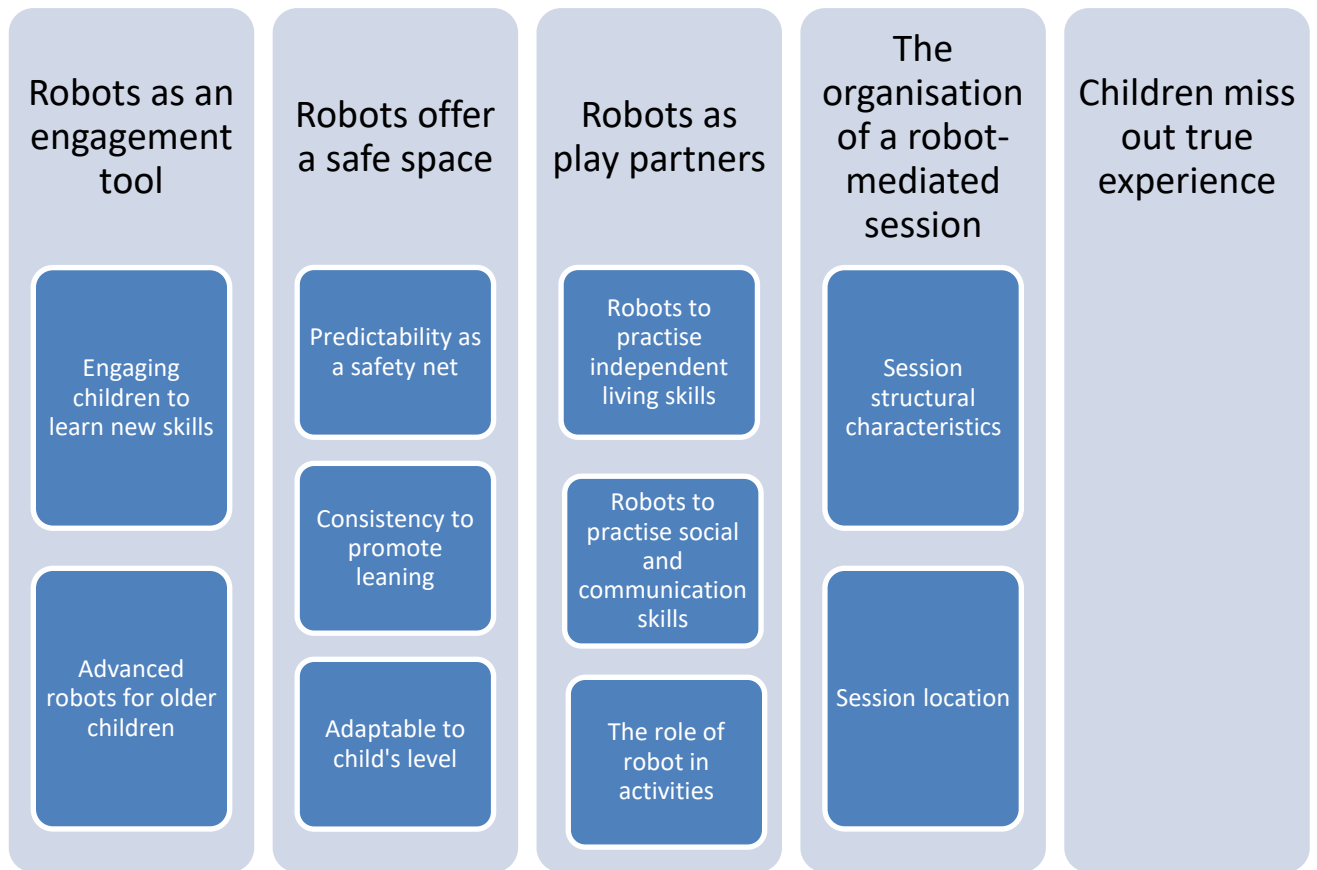 Robots as an
engagement
tool
Engaging
children to
learn new skills
Advanced
robots for older
children
Robots offer
a safe space
Predictability as
a safety net
Consistency to
promote
leaning
Adaptable to
child's level
Robots as
play partners
Robots to
practise
independent
living skills
Robots to
practise social
and
communication
skills
The role of
robot in
activities
The
organisation
of a robot-
mediated
session
Session
structural
characteristics
Session location
Children miss
out true
experience